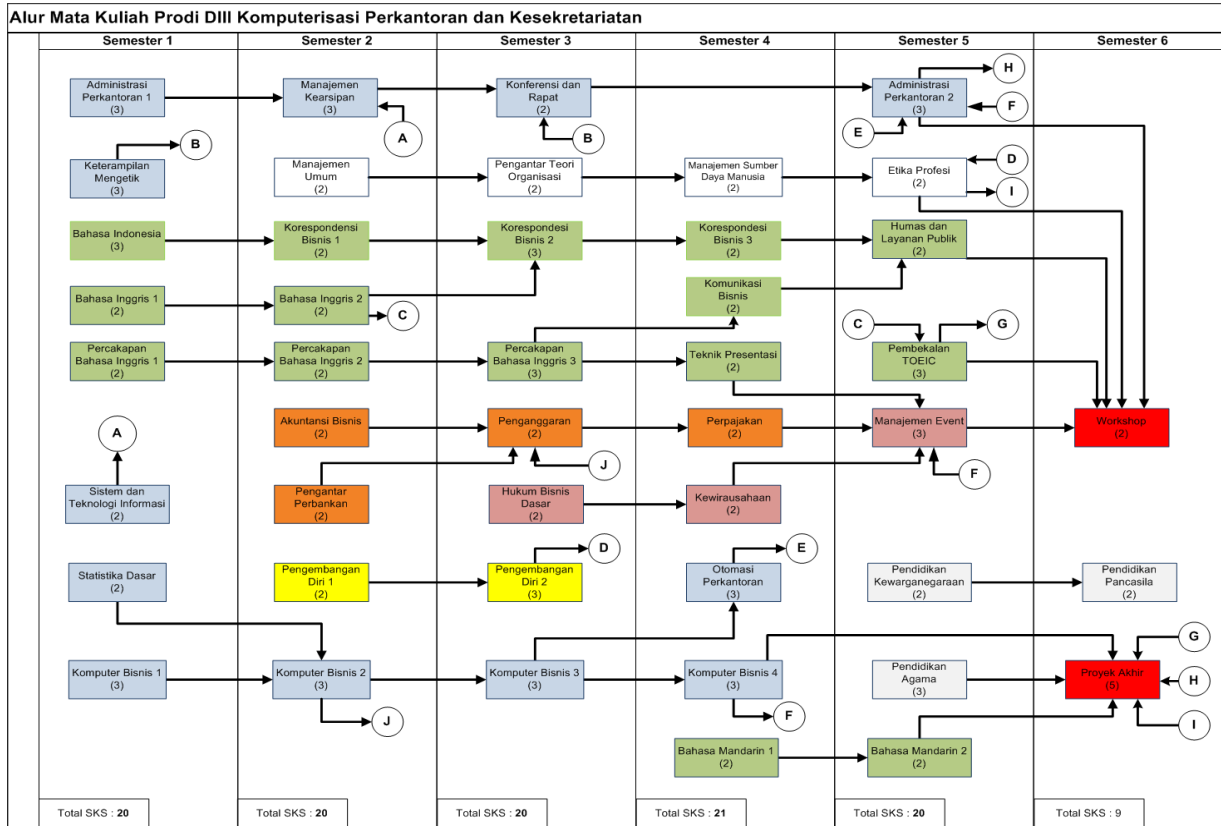 Alur Mata Kuliah Prodi DIII Komputerisasi Perkantoran dan Kesekretariatan
Semester 1
Semester 2
Semester 3
Semester 4
Semester 5
Semester 6
Administrasi
Perkantoran 1
(3)
Manajemen
Kearsipan
(3)
Konferensi dan
Rapat
(2)
Administrasi
Perkantoran 2
(3)
H
F
E
A
B
B
Keterampilan
Mengetik
(3)
Manajemen
Umum
(2)
Pengantar Teori
Organisasi
(2)
Manajemen Sumber
Daya Manusia
(2)
Etika Profesi
(2)
D
I
Bahasa Indonesia
(3)
Korespondensi
Bisnis 1
(2)
Korespondesi
Bisnis 2
(3)
Korespondesi
Bisnis 3
(2)
Humas dan
Layanan Publik
(2)
Bahasa Inggris 1
(2)
Bahasa Inggris 2
(2)
C
Komunikasi
Bisnis
(2)
Percakapan
Bahasa Inggris 1
(2)
Percakapan
Bahasa Inggris 2
(2)
Percakapan
Bahasa Inggris 3
(3)
Teknik Presentasi
(2)
C
G
Pembekalan
TOEIC
(3)
A
Akuntansi Bisnis
(2)
Penganggaran
(2)
Perpajakan
(2)
Manajemen Event
(3)
Workshop
(2)
J
F
Sistem dan
Teknologi Informasi
(2)
Pengantar
Perbankan
(2)
Hukum Bisnis
Dasar
(2)
Kewirausahaan
(2)
D
E
Statistika Dasar
(2)
Pengembangan
Diri 1
(2)
Pengembangan
Diri 2
(3)
Otomasi
Perkantoran
(3)
Pendidikan
Kewarganegaraan
(2)
Pendidikan
Pancasila
(2)
G
Komputer Bisnis 1
(3)
Komputer Bisnis 2
(3)
Komputer Bisnis 3
(3)
Komputer Bisnis 4
(3)
Pendidikan
Agama
(3)
Proyek Akhir
(5)
H
J
F
I
Bahasa Mandarin 1
(2)
Bahasa Mandarin 2
(2)
Total SKS : 20
Total SKS : 20
Total SKS : 20
Total SKS : 21
Total SKS : 20
Total SKS : 9